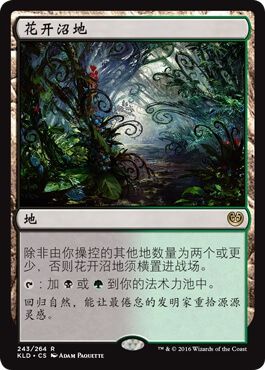 花开沼地
地
除非由你操控的其他地数量为两个或更
少，否则花开沼地须横置进战场。
：加或到你的法术力池中。
回归自然，能让最倦怠的发明家重拾源源
灵感。
243/264 R
KLD • CS ADAM PAQUETTE
™ & © 2016 Wizards of the Coast